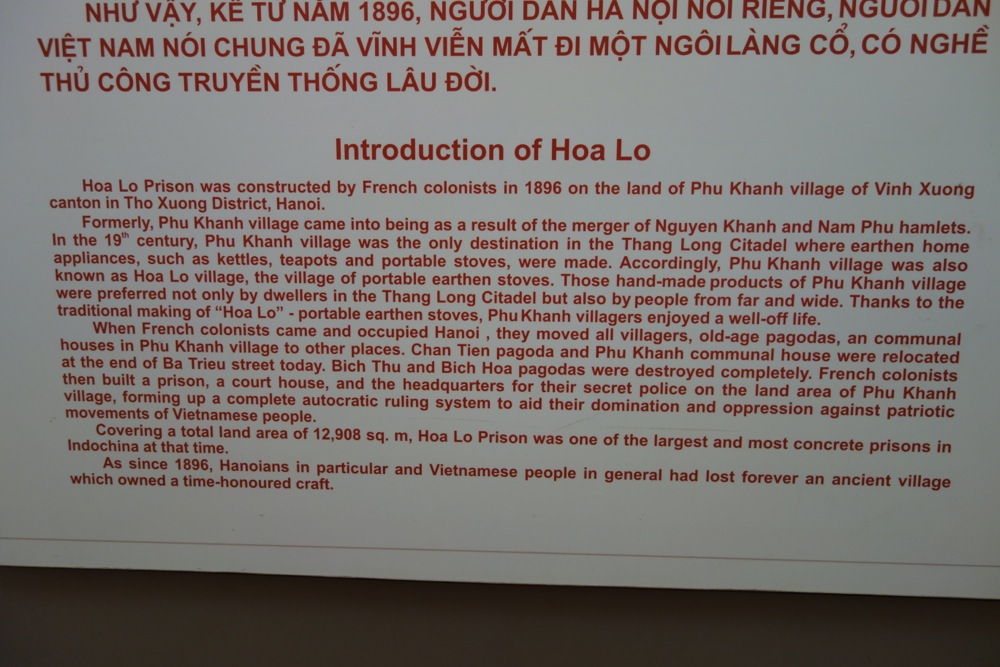 NHƯ VẬY, KỂ TỪ NĂM 1896, NGƯỜI DÂN HÀ NỘI NÓI RIÊNG, NGƯỜI DÂN
VIỆT NAM NÓI CHUNG ĐÃ VĨNH VIỄN MẤT ĐI MỘT NGÔI LÀNG CỔ, CÓ NGHỀ
THỦ CÔNG TRUYỀN THỐNG LÂU ĐỜI.
Introduction of Hoa Lo
Hoa Lo Prison was constructed by French colonists in 1896 on the land of Phu Khanh village of Vinh Xuong
canton in Tho Xuong District, Hanoi.
Formerly, Phu Khanh village came into being as a result of the merger of Nguyen Khanh and Nam Phu hamlets.
In the 19th century, Phu Khanh village was the only destination in the Thang Long Citadel where earthen home
appliances, such as kettles, teapots and portable stoves, were made. Accordingly, Phu Khanh village was also
known as Hoa Lo village, the village of portable earthen stoves. Those hand-made products of Phu Khanh village
were preferred not only by dwellers in the Thang Long Citadel but also by people from far and wide. Thanks to the
traditional making of “Hoa Lo” - portable earthen stoves, Phu Khanh villagers enjoyed a well-off life.
When French colonists came and occupied Hanoi , they moved all villagers, old-age pagodas, an communal
houses in Phu Khanh village to other places. Chan Tien pagoda and Phu Khanh communal house were relocated
at the end of Ba Trieu street today. Bich Thu and Bich Hoa pagodas were destroyed completely. French colonists
then built a prison, a court house, and the headquarters for their secret police on the land area of Phu Khanh
village, forming up a complete autocratic ruling system to aid their domination and oppression against patriotic
movements of Vietnamese people.
Covering a total land area of 12,908 sq. m, Hoa Lo Prison was one of the largest and most concrete prisons in
Indochina at that time.
As since 1896, Hanoians in particular and Vietnamese people in general had lost forever an ancient village
which owned a time-honoured craft.